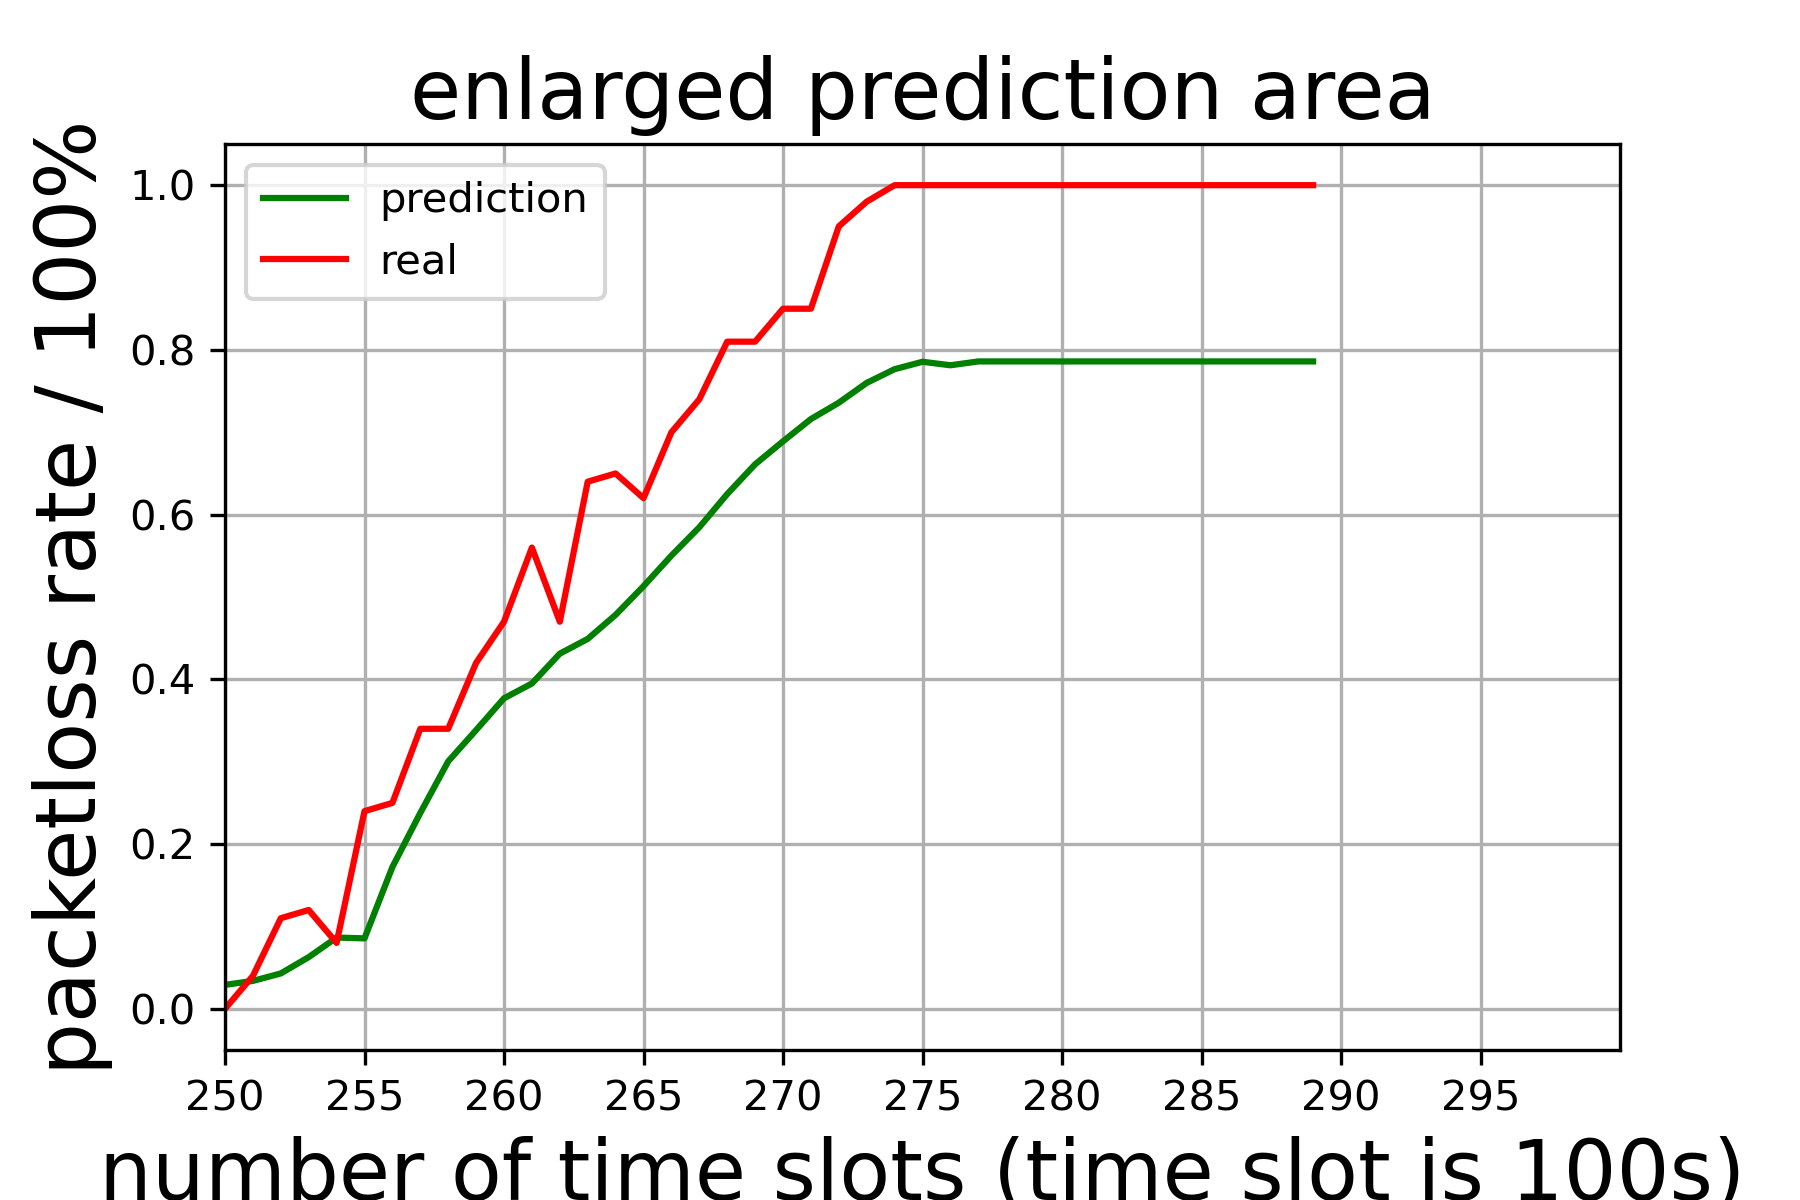 enlarged prediction area
packetloss rate / 100%
1.0
0.8
0.6
0.4
0.2
0.0
prediction
real
250 255 260 265 270 275 280 285 290 295
number of time slots (time slot is 100s)